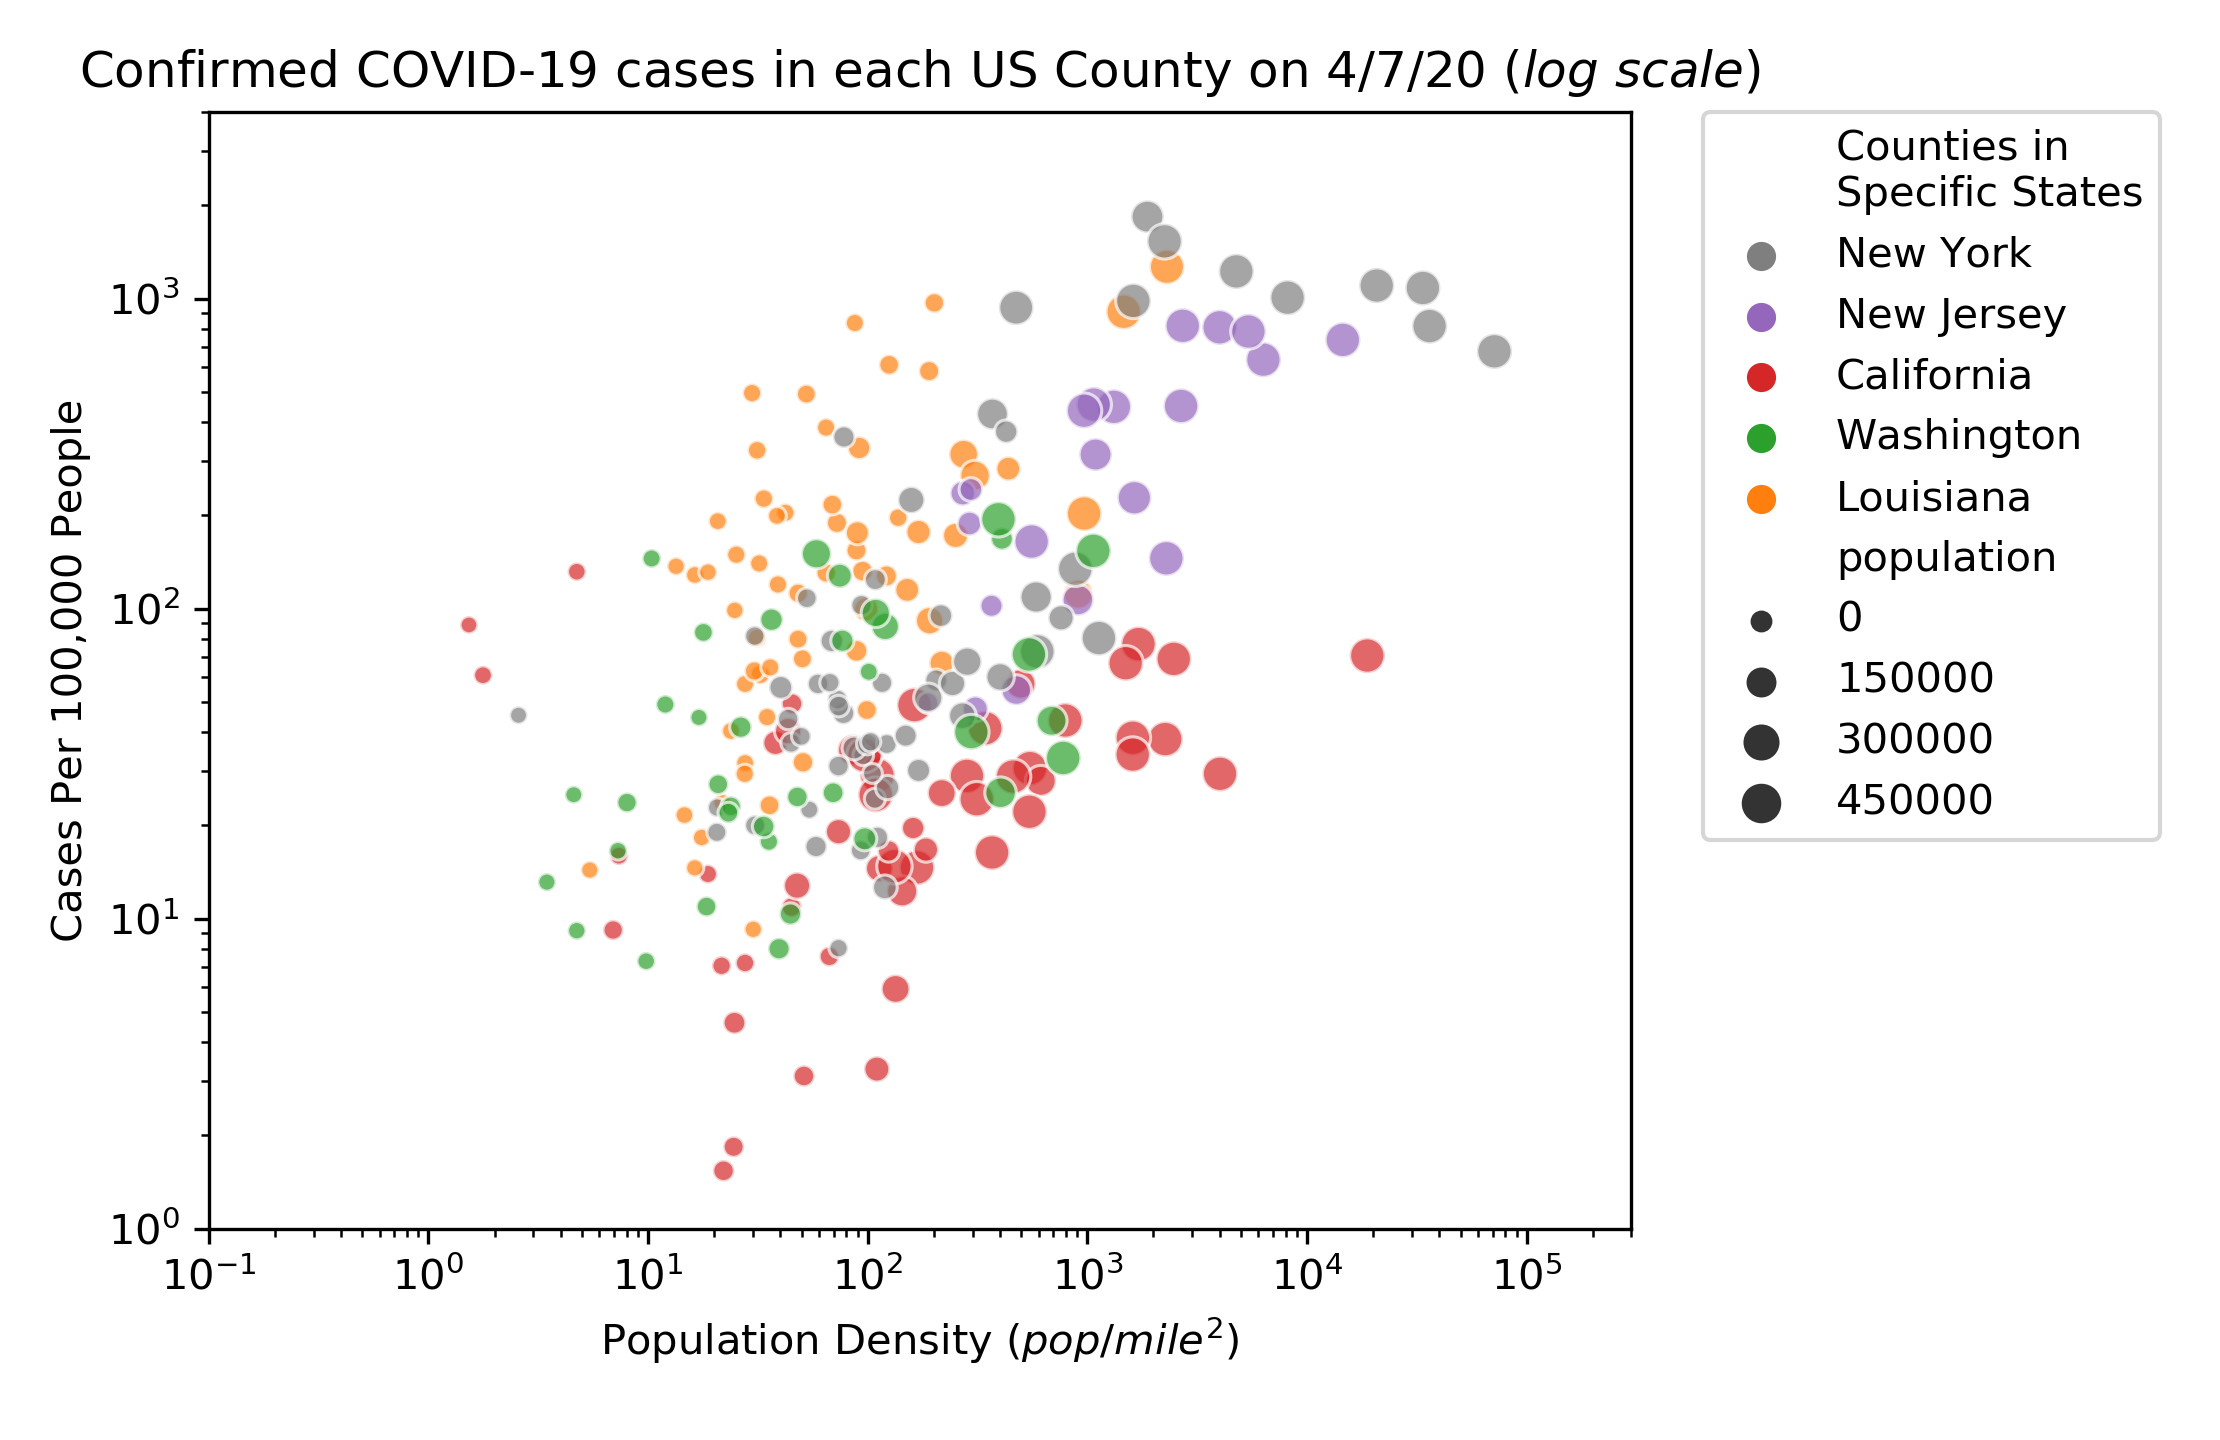 Confirmed COVID-19 cases in each US County on 4/7/20 (log scale)
Cases Per 100,000 People
10³
10²
10¹
10⁰
10⁻¹ 10⁰ 10¹ 10² 10³ 10⁴ 10⁵
Population Density (pop/mile²)
Counties in
Specific States
New York
New Jersey
California
Washington
Louisiana
population
0
150000
300000
450000